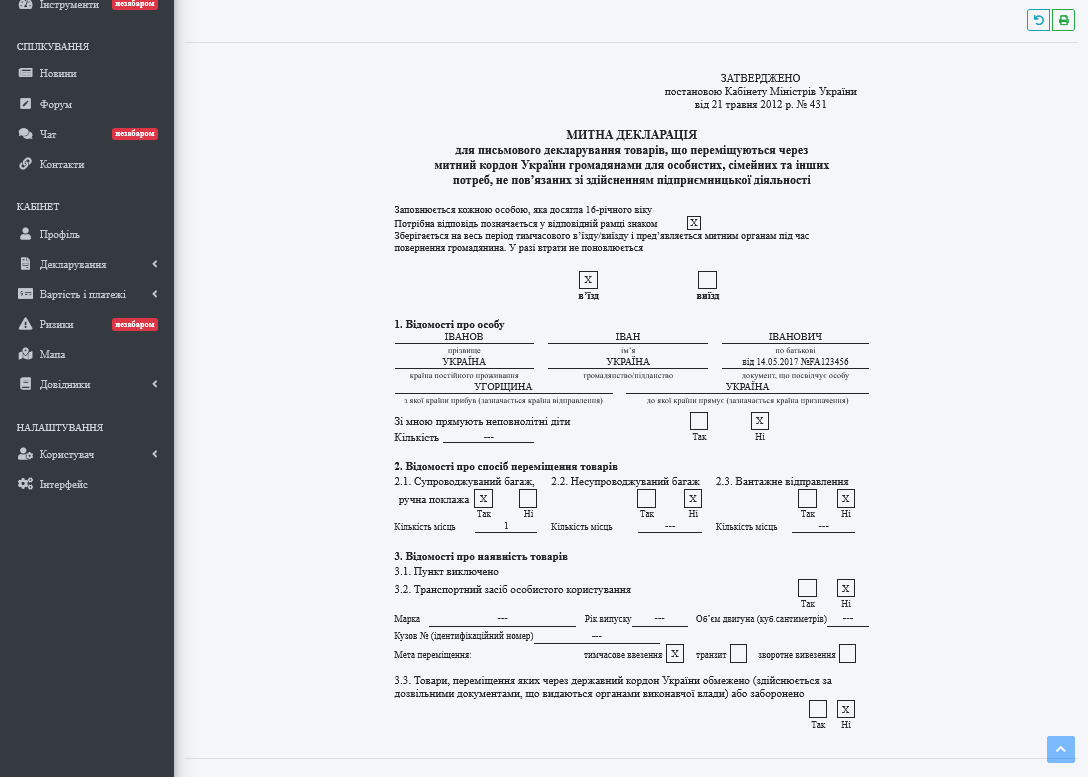 Інструменти незабаром
СПІЛКУВАННЯ
Новини
Форум
Чат незабаром
Контакти
КАБІНЕТ
Профіль
Декларування
Вартість і платежі
Ризики незабаром
Мапа
Довідники
НАЛАШТУВАННЯ
Користувач
Інтерфейс
ЗАТВЕРДЖЕНО
постановою Кабінету Міністрів України
від 21 травня 2012 р. № 431
МИТНА ДЕКЛАРАЦІЯ
для письмового декларування товарів, що переміщуються через
митний кордон України громадянами для особистих, сімейних та інших
потреб, не пов’язаних зі здійсненням підприємницької діяльності
Заповнюється кожною особою, яка досягла 16-річного віку
Потрібна відповідь позначається у відповідній рамці знаком X
Зберігається на весь період тимчасового в’їзду/виїзду і пред’являється митним органам під час
повернення громадянина. У разі втрати не поновлюється
X
в’їзд виїзд
1. Відомості про особу
ІВАНОВ ІВАН ІВАНОВИЧ
прізвище ім’я по батькові
УКРАЇНА УКРАЇНА від 14.05.2017 №FA123456
країна постійного проживання громадянство/підданство документ, що посвідчує особу
УГОРЩИНА УКРАЇНА
з якої країни прибув (зазначається країна відправлення) до якої країни прямує (зазначається країна призначення)
Зі мною прямують неповнолітні діти X
Так Ні
Кількість ---
2. Відомості про спосіб переміщення товарів
2.1. Супроводжуваний багаж, 2.2. Несупроводжуваний багаж 2.3. Вантажне відправлення
ручна поклажа X X X
Так Ні Так Ні Так Ні
Кількість місць 1 Кількість місць --- Кількість місць ---
3. Відомості про наявність товарів
3.1. Пункт виключено
3.2. Транспортний засіб особистого користування X
Так Ні
Марка --- Рік випуску --- Об’єм двигуна (куб.сантиметрів) ---
Кузов № (ідентифікаційний номер) ---
Мета переміщення: тимчасове ввезення X транзит зворотне вивезення
3.3. Товари, переміщення яких через державний кордон України обмежено (здійснюється за
дозвільними документами, що видаються органами виконавчої влади) або заборонено
X
Так Ні